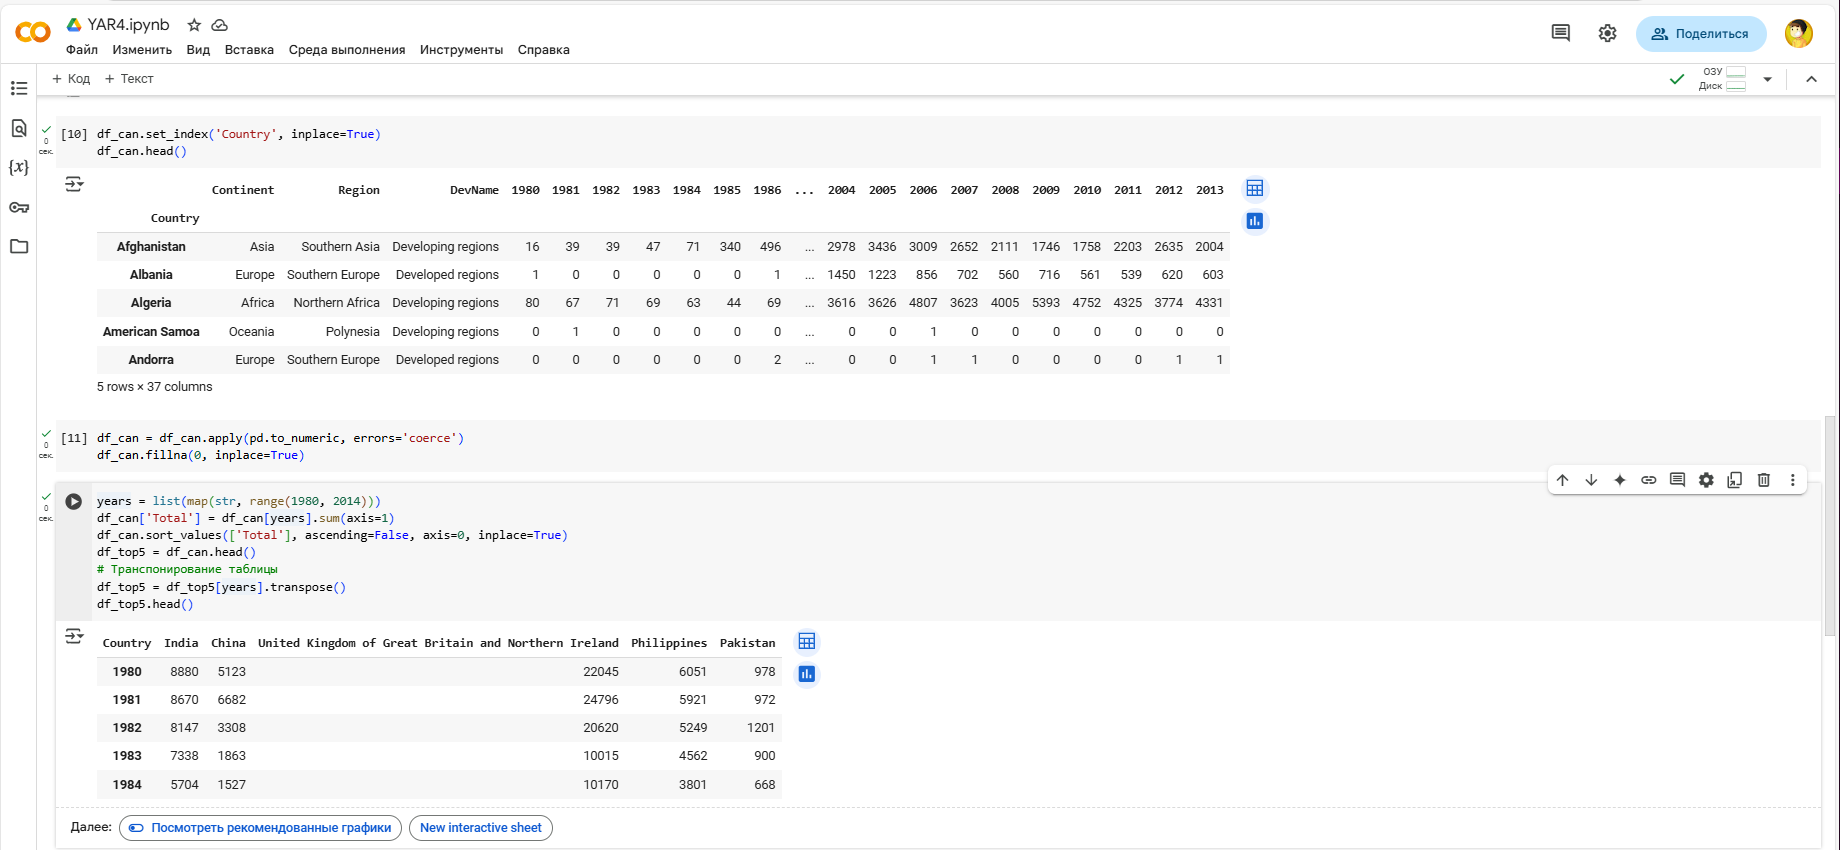 YAR4.ipynb
Файл Изменить Вид Вставка Среда выполнения Инструменты Справка
Поделиться
+ Код + Текст
ОЗУ
Диск
[10] df_can.set_index('Country', inplace=True)
df_can.head()
0
сек.
Continent Region DevName 1980 1981 1982 1983 1984 1985 1986 ... 2004 2005 2006 2007 2008 2009 2010 2011 2012 2013
Country
Afghanistan Asia Southern Asia Developing regions 16 39 39 47 71 340 496 ... 2978 3436 3009 2652 2111 1746 1758 2203 2635 2004
Albania Europe Southern Europe Developed regions 1 0 0 0 0 0 1 ... 1450 1223 856 702 560 716 561 539 620 603
Algeria Africa Northern Africa Developing regions 80 67 71 69 63 44 69 ... 3616 3626 4807 3623 4005 5393 4752 4325 3774 4331
American Samoa Oceania Polynesia Developing regions 0 1 0 0 0 0 0 ... 0 0 1 0 0 0 0 0 0 0
Andorra Europe Southern Europe Developed regions 0 0 0 0 0 0 2 ... 0 0 1 1 0 0 0 0 1 1
5 rows × 37 columns
[11] df_can = df_can.apply(pd.to_numeric, errors='coerce')
df_can.fillna(0, inplace=True)
0
сек.
years = list(map(str, range(1980, 2014)))
df_can['Total'] = df_can[years].sum(axis=1)
df_can.sort_values(['Total'], ascending=False, axis=0, inplace=True)
df_top5 = df_can.head()
# Транспонирование таблицы
df_top5 = df_top5[years].transpose()
df_top5.head()
0
сек.
Country India China United Kingdom of Great Britain and Northern Ireland Philippines Pakistan
1980 8880 5123 22045 6051 978
1981 8670 6682 24796 5921 972
1982 8147 3308 20620 5249 1201
1983 7338 1863 10015 4562 900
1984 5704 1527 10170 3801 668
Далее: Посмотреть рекомендованные графики New interactive sheet